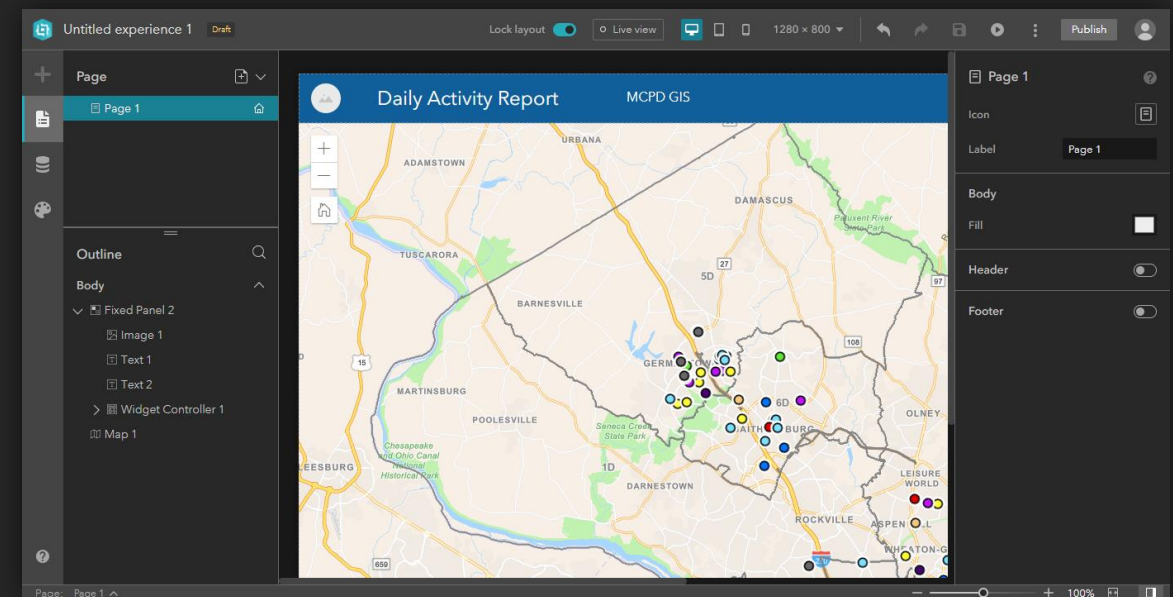 Untitled experience 1 Draft Lock layout Live view 1280 × 800 Publish
Page
Page 1
Outline
Body
Fixed Panel 2
Image 1
Text 1
Text 2
Widget Controller 1
Map 1
Daily Activity Report MCPD GIS
URBANA
ADAMSTOWN
DAMASCUS
Patuxent River
State Park
TUSCARORA
27
5D
97
BARNESVILLE
108
15
MARTINSBURG
6D
OLNEY
POOLESVILLE
Seneca Creek
State Park
Chesapeake
and Ohio Canal
National
Historical Park
LEESBURG
1D
DARNESTOWN
LEISURE
WORLD
ROCKVILLE
659
Page 1
Icon
Label Page 1
Body
Fill
Header
Footer
Page: Page 1 100%